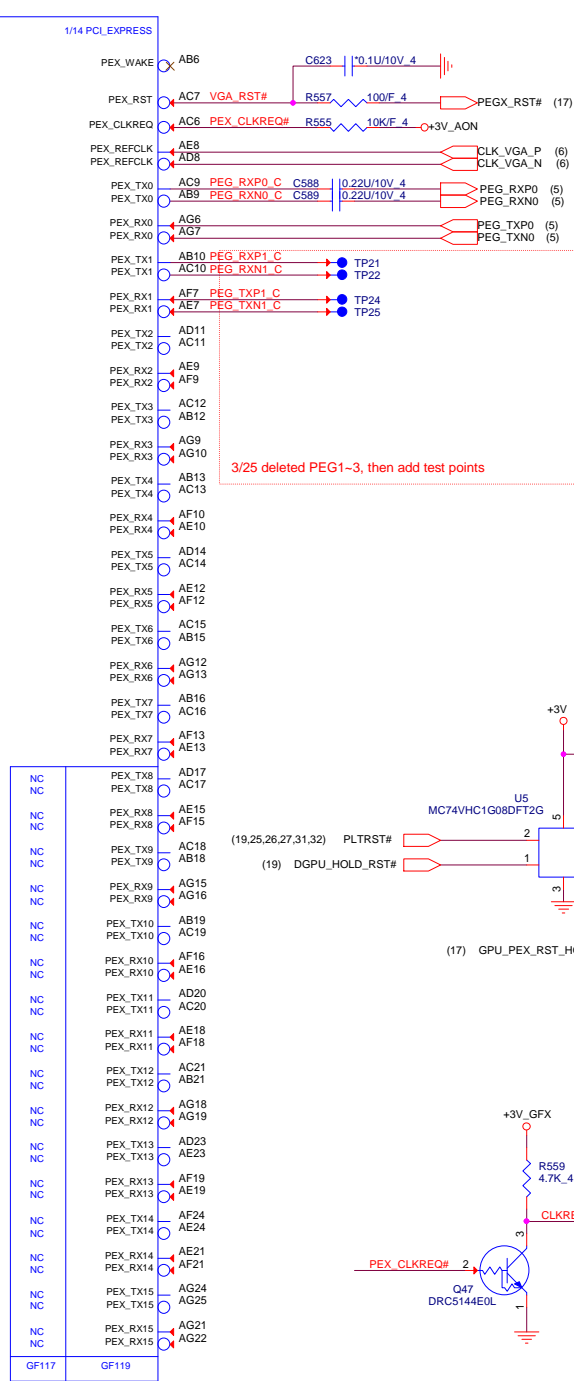 1/14 PCI_EXPRESS
PEX_WAKE AB6
C623 *0.1U/10V_4
PEX_RST AC7 VGA_RST# R557 100/F_4 PEGX_RST# (17)
PEX_CLKREQ AC6 PEX_CLKREQ# R555 10K/F_4 +3V_AON
PEX_REFCLK AE8 CLK_VGA_P (6)
PEX_REFCLK AD8 CLK_VGA_N (6)
PEX_TX0 AC9 PEG_RXP0_C C588 0.22U/10V_4 PEG_RXP0 (5)
PEX_TX0 AB9 PEG_RXN0_C C589 0.22U/10V_4 PEG_RXN0 (5)
PEX_RX0 AG6 PEG_TXP0 (5)
PEX_RX0 AG7 PEG_TXN0 (5)
PEX_TX1 AB10 PEG_RXP1_C TP21
PEX_TX1 AC10 PEG_RXN1_C TP22
PEX_RX1 AF7 PEG_TXP1_C TP24
PEX_RX1 AE7 PEG_TXN1_C TP25
PEX_TX2 AD11
PEX_TX2 AC11
PEX_RX2 AE9
PEX_RX2 AF9
PEX_TX3 AC12
PEX_TX3 AB12
PEX_RX3 AG9
PEX_RX3 AG10
3/25 deleted PEG1~3, then add test points
PEX_TX4 AB13
PEX_TX4 AC13
PEX_RX4 AF10
PEX_RX4 AE10
PEX_TX5 AD14
PEX_TX5 AC14
PEX_RX5 AE12
PEX_RX5 AF12
PEX_TX6 AC15
PEX_TX6 AB15
PEX_RX6 AG12
PEX_RX6 AG13
PEX_TX7 AB16
PEX_TX7 AC16
PEX_RX7 AF13
PEX_RX7 AE13
NC PEX_TX8 AD17
NC PEX_TX8 AC17
NC PEX_RX8 AE15
NC PEX_RX8 AF15
NC PEX_TX9 AC18
NC PEX_TX9 AB18
NC PEX_RX9 AG15
NC PEX_RX9 AG16
NC PEX_TX10 AB19
NC PEX_TX10 AC19
NC PEX_RX10 AF16
NC PEX_RX10 AE16
NC PEX_TX11 AD20
NC PEX_TX11 AC20
NC PEX_RX11 AE18
NC PEX_RX11 AF18
NC PEX_TX12 AC21
NC PEX_TX12 AB21
NC PEX_RX12 AG18
NC PEX_RX12 AG19
NC PEX_TX13 AD23
NC PEX_TX13 AE23
NC PEX_RX13 AF19
NC PEX_RX13 AE19
NC PEX_TX14 AF24
NC PEX_TX14 AE24
NC PEX_RX14 AE21
NC PEX_RX14 AF21
NC PEX_TX15 AG24
NC PEX_TX15 AG25
NC PEX_RX15 AG21
NC PEX_RX15 AG22
GF117 GF119
+3V
U5
MC74VHC1G08DFT2G
5
(19,25,26,27,31,32) PLTRST# 2
(19) DGPU_HOLD_RST# 1
3
(17) GPU_PEX_RST_H
+3V_GFX
R559
4.7K_4
CLKRE
3
PEX_CLKREQ# 2
Q47
DRC5144E0L
1